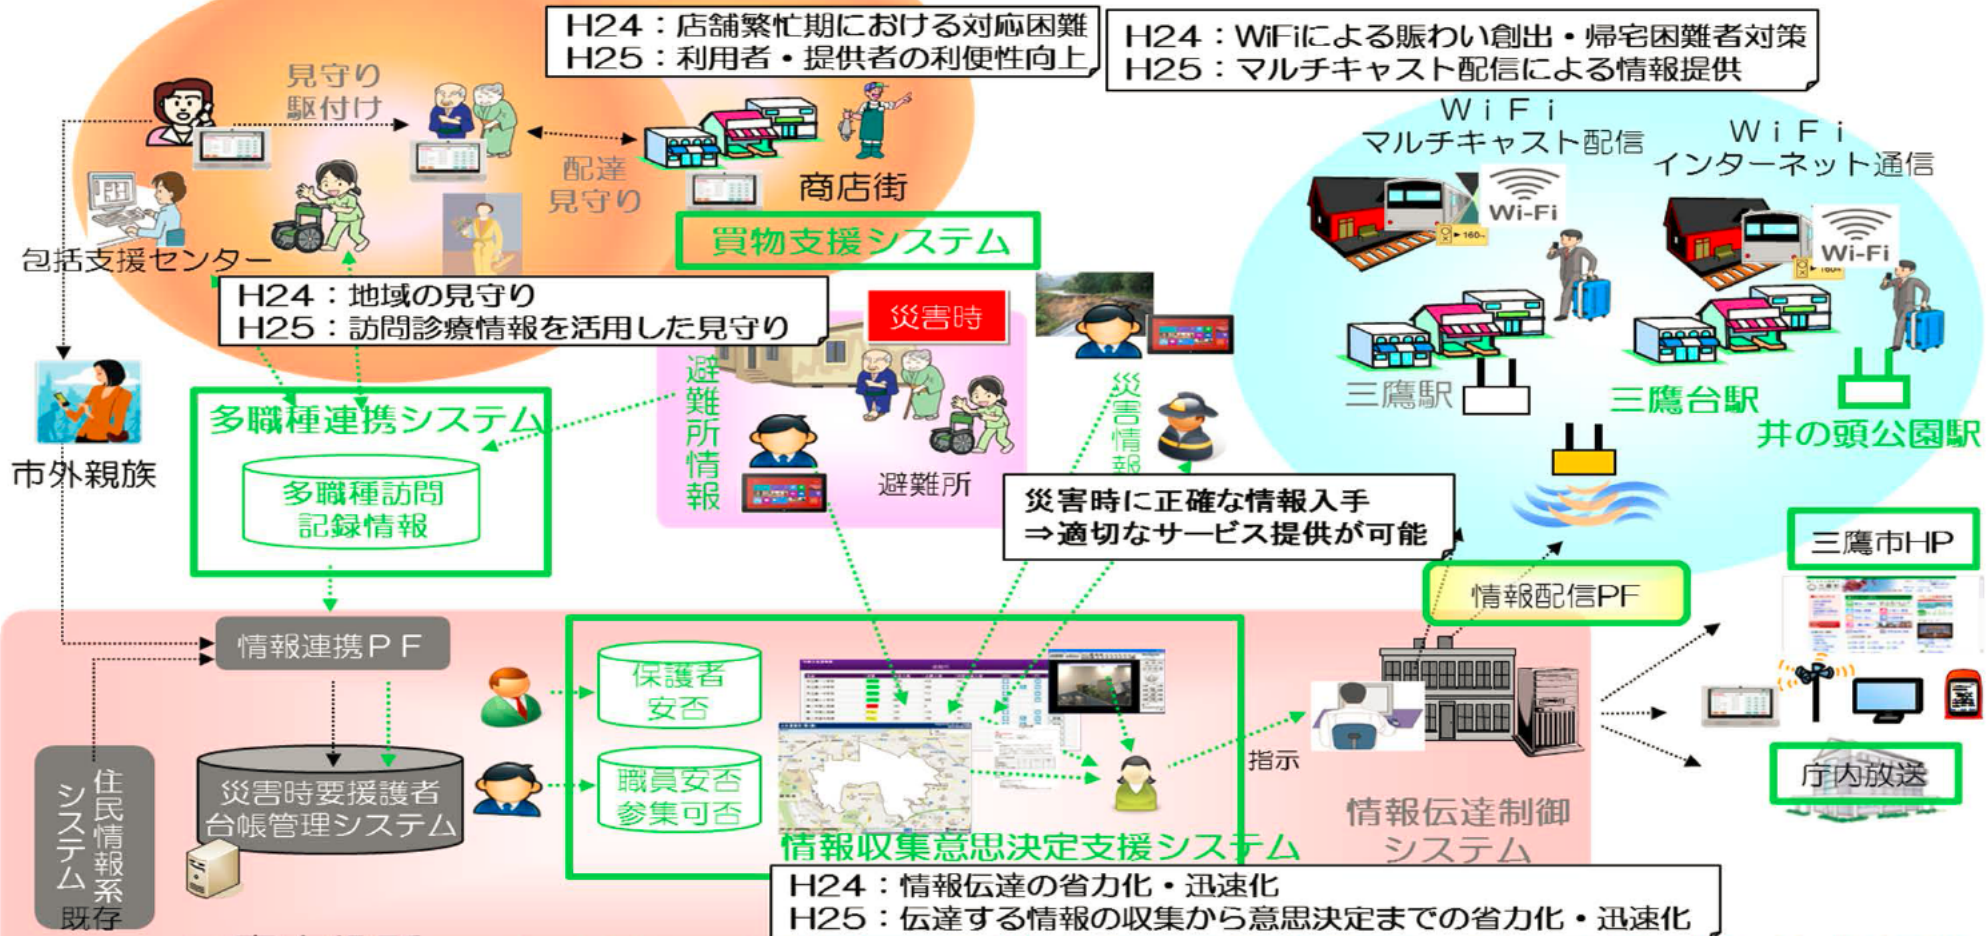 H24：店舗繁忙期における対応困難
H25：利用者・提供者の利便性向上
H24：WiFiによる賑わい創出・帰宅困難者対策
H25：マルチキャスト配信による情報提供
見守り
駆付け
配達
見守り
商店街
包括支援センター
買物支援システム
H24：地域の見守り
H25：訪問診療情報を活用した見守り
ＷｉＦｉ
マルチキャスト配信
ＷｉＦｉ
インターネット通信
Wi-Fi
Wi-Fi
三鷹駅
三鷹台駅
井の頭公園駅
災害時
避難所情報
避難所
災害情報
市外親族
多職種連携システム
多職種訪問
記録情報
災害時に正確な情報入手
⇒適切なサービス提供が可能
情報配信PF
三鷹市HP
庁内放送
情報連携ＰＦ
保護者
安否
職員安否
参集可否
災害時要援護者
台帳管理システム
住民情報系
システム
既存
指示
情報伝達制御
システム
情報収集意思決定支援システム
H24：情報伝達の省力化・迅速化
H25：伝達する情報の収集から意思決定までの省力化・迅速化